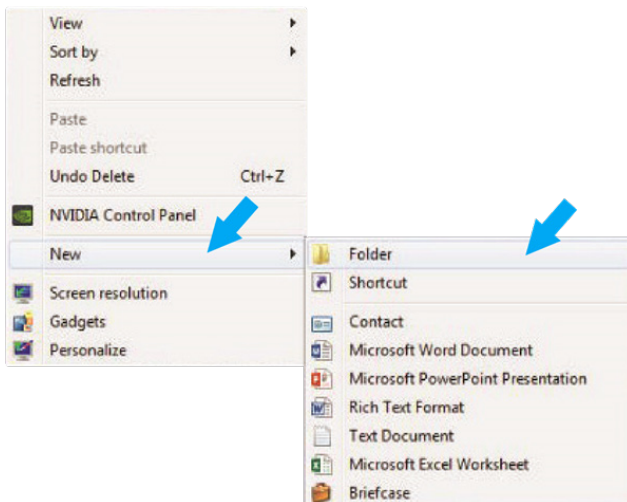 View
Sort by
Refresh
Paste
Paste shortcut
Undo Delete Ctrl+Z
NVIDIA Control Panel
New
Screen resolution
Gadgets
Personalize
Folder
Shortcut
Contact
Microsoft Word Document
Microsoft PowerPoint Presentation
Rich Text Format
Text Document
Microsoft Excel Worksheet
Briefcase